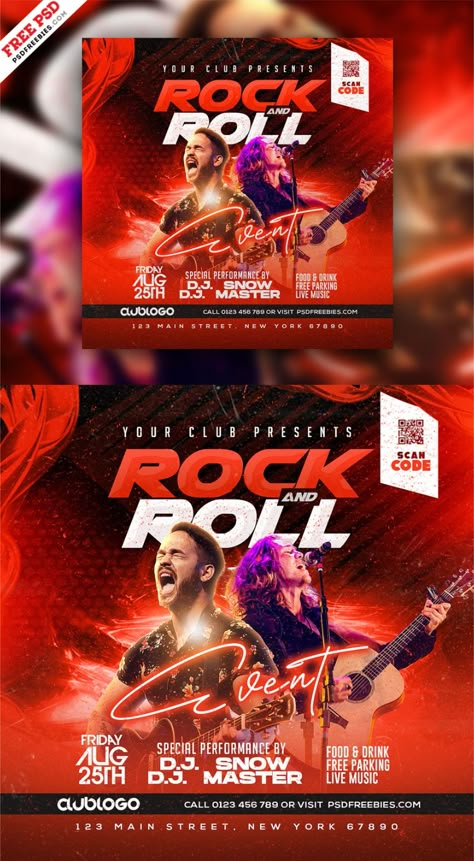 FREE PSD
PSDFREEBIES.COM
YOUR CLUB PRESENTS
ROCK
AND
ROLL
SCAN
CODE
Event
FRIDAY
AUG
25TH
SPECIAL PERFORMANCE BY
D.J. SNOW
D.J. MASTER
FOOD & DRINK
FREE PARKING
LIVE MUSIC
CLUBLOGO
CALL 0123 456 789 OR VISIT PSDFREEBIES.COM
123 MAIN STREET, NEW YORK 67890
YOUR CLUB PRESENTS
ROCK
AND
ROLL
SCAN
CODE
Event
FRIDAY
AUG
25TH
SPECIAL PERFORMANCE BY
D.J. SNOW
D.J. MASTER
FOOD & DRINK
FREE PARKING
LIVE MUSIC
CLUBLOGO
CALL 0123 456 789 OR VISIT PSDFREEBIES.COM
123 MAIN STREET, NEW YORK 67890